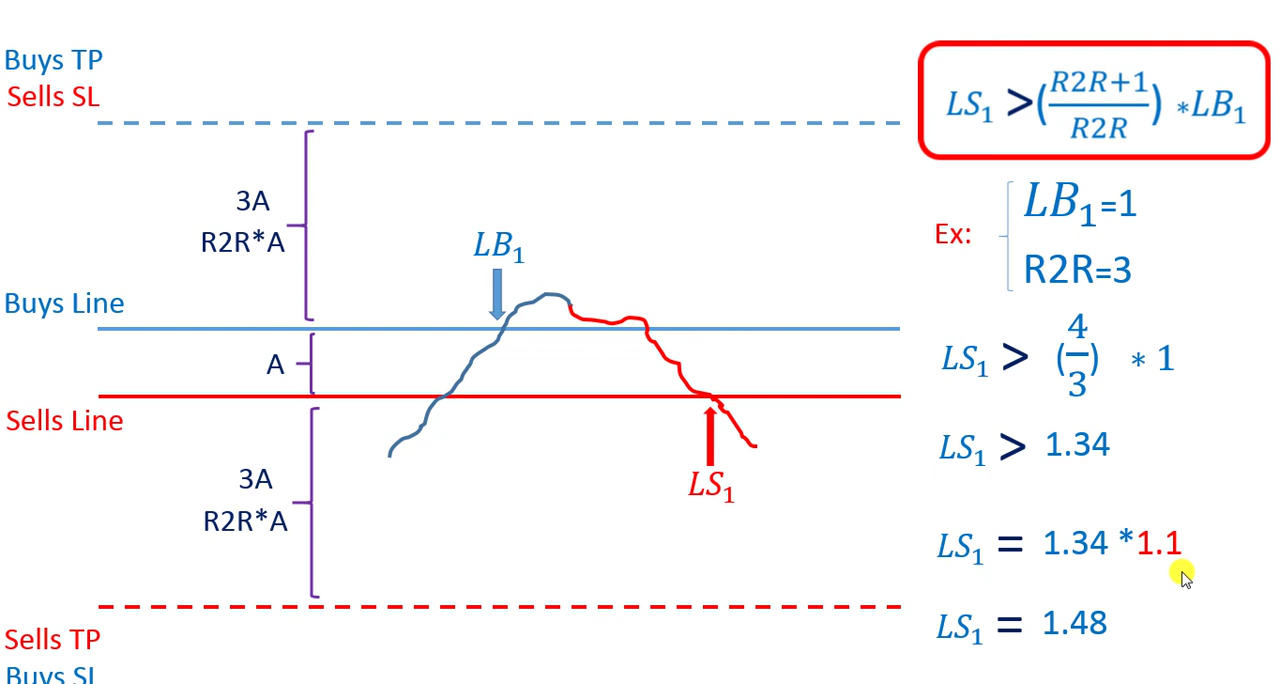 Buys TP
Sells SL
3A
R2R*A
Buys Line
A
Sells Line
3A
R2R*A
Sells TP
Buys SL
LB₁
LS₁
LS₁ >(R2R+1/R2R) *LB₁
Ex:
LB₁=1
R2R=3
LS₁ > (4/3) * 1
LS₁ > 1.34
LS₁ = 1.34 *1.1
LS₁ = 1.48